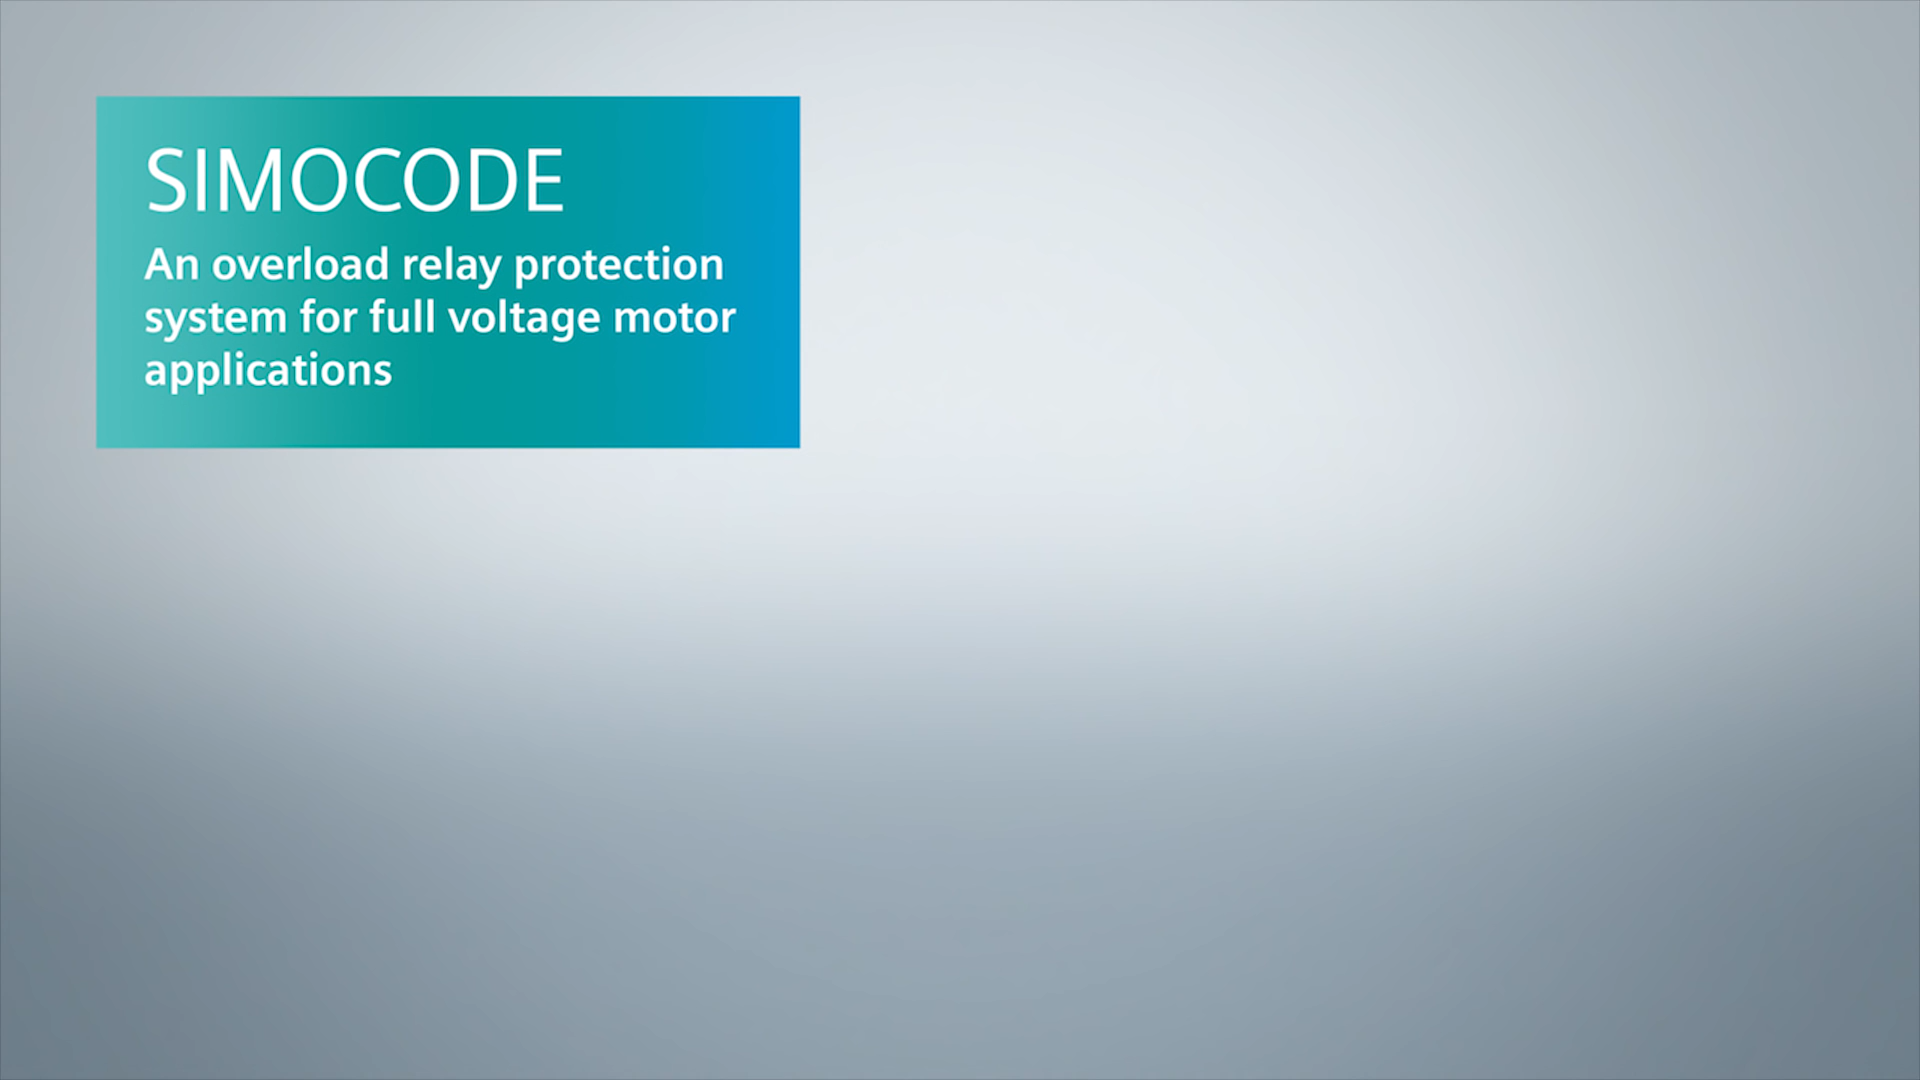 SIMOCODE
An overload relay protection
system for full voltage motor
applications